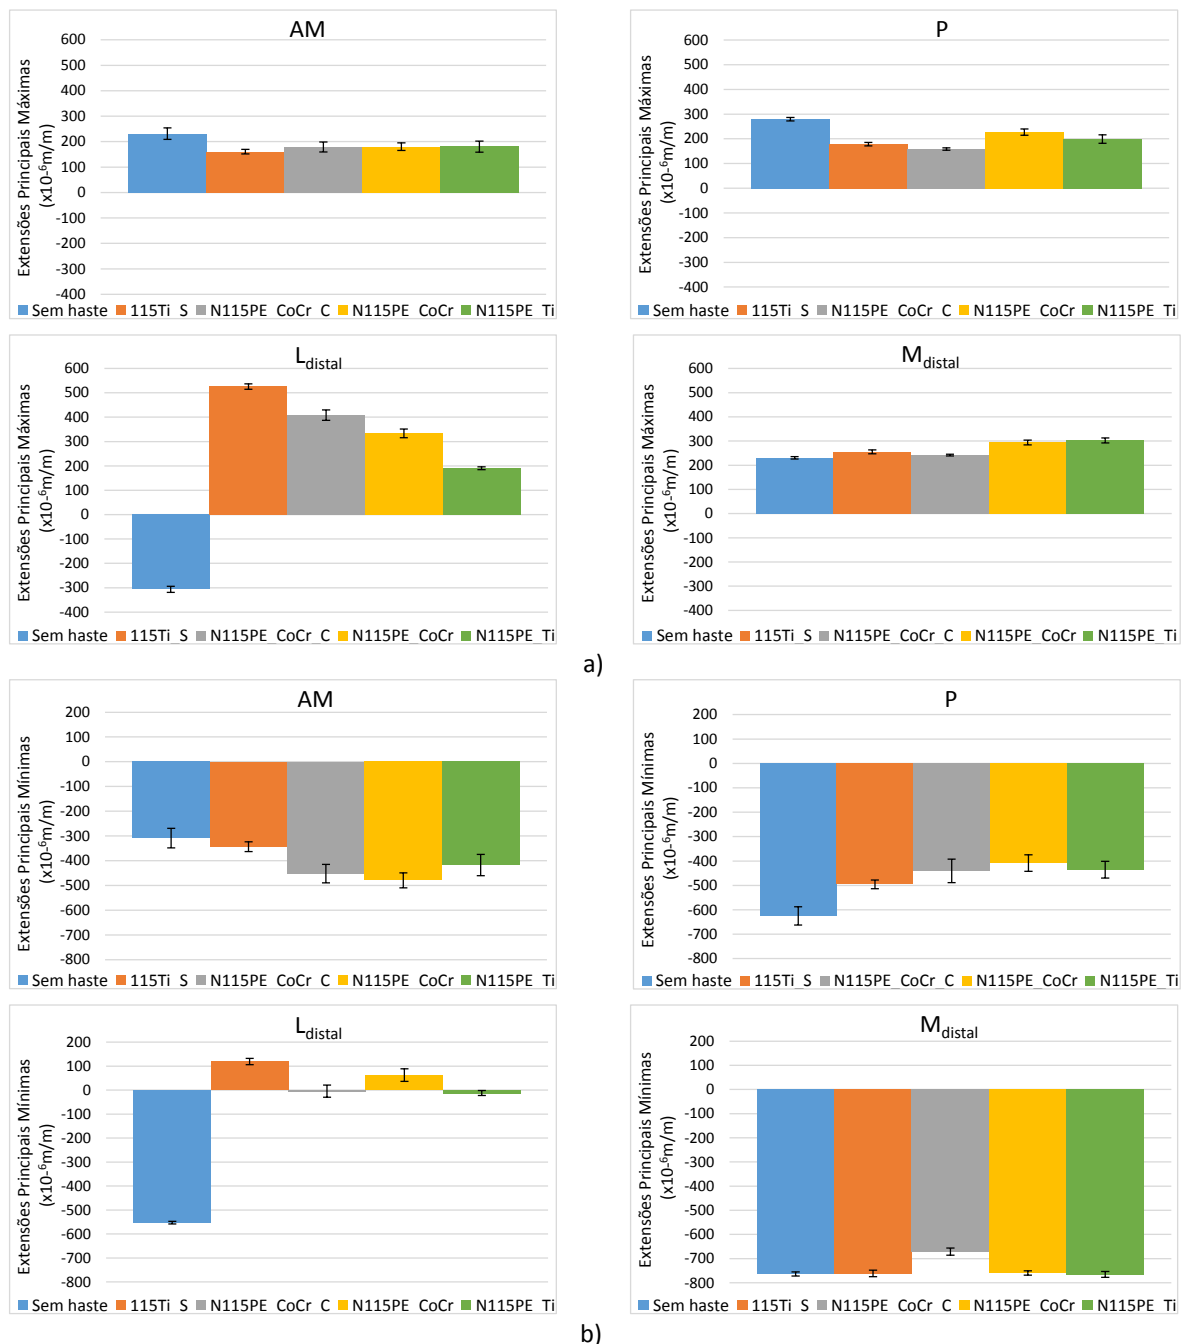 AM
Extensões Principais Máximas
(x10-⁶m/m)
600
500
400
300
200
100
0
-100
-200
-300
-400
Sem haste 115Ti_S N115PE_CoCr_C N115PE_CoCr N115PE_Ti
P
Extensões Principais Máximas
(x10-⁶m/m)
600
500
400
300
200
100
0
-100
-200
-300
-400
Sem haste 115Ti_S N115PE_CoCr_C N115PE_CoCr N115PE_Ti
Ldistal
Extensões Principais Máximas
(x10-⁶m/m)
600
500
400
300
200
100
0
-100
-200
-300
-400
Sem haste 115Ti_S N115PE_CoCr_C N115PE_CoCr N115PE_Ti
Mdistal
Extensões Principais Máximas
(x10-⁶m/m)
600
500
400
300
200
100
0
-100
-200
-300
-400
Sem haste 115Ti_S N115PE_CoCr_C N115PE_CoCr N115PE_Ti
a)
AM
Extensões Principais Mínimas
(x10-⁶m/m)
200
100
0
-100
-200
-300
-400
-500
-600
-700
-800
Sem haste 115Ti_S N115PE_CoCr_C N115PE_CoCr N115PE_Ti
P
Extensões Principais Mínimas
(x10-⁶m/m)
200
100
0
-100
-200
-300
-400
-500
-600
-700
-800
Sem haste 115Ti_S N115PE_CoCr_C N115PE_CoCr N115PE_Ti
Ldistal
Extensões Principais Mínimas
(x10-⁶m/m)
200
100
0
-100
-200
-300
-400
-500
-600
-700
-800
Sem haste 115Ti_S N115PE_CoCr_C N115PE_CoCr N115PE_Ti
Mdistal
Extensões Principais Mínimas
(x10-⁶m/m)
200
100
0
-100
-200
-300
-400
-500
-600
-700
-800
Sem haste 115Ti_S N115PE_CoCr_C N115PE_CoCr N115PE_Ti
b)